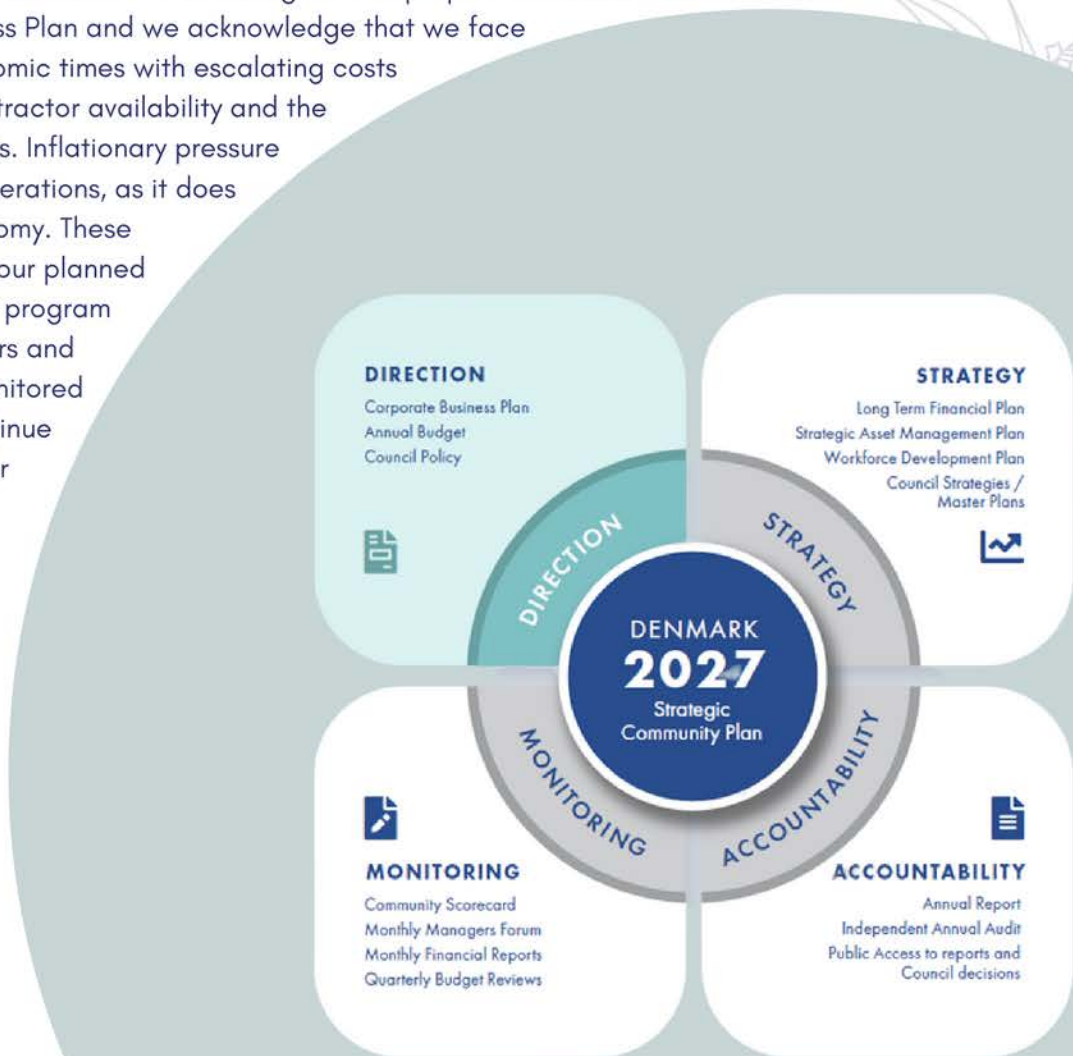 ss Plan and we acknowledge that we face
omic times with escalating costs
tractor availability and the
s. Inflationary pressure
erations, as it does
omy. These
our planned
program
rs and
nitored
tinue
r
DIRECTION
Corporate Business Plan
Annual Budget
Council Policy
STRATEGY
Long Term Financial Plan
Strategic Asset Management Plan
Workforce Development Plan
Council Strategies /
Master Plans
DIRECTION
STRATEGY
DENMARK
2027
Strategic
Community Plan
MONITORING
ACCOUNTABILITY
MONITORING
Community Scorecard
Monthly Managers Forum
Monthly Financial Reports
Quarterly Budget Reviews
ACCOUNTABILITY
Annual Report
Independent Annual Audit
Public Access to reports and
Council decisions